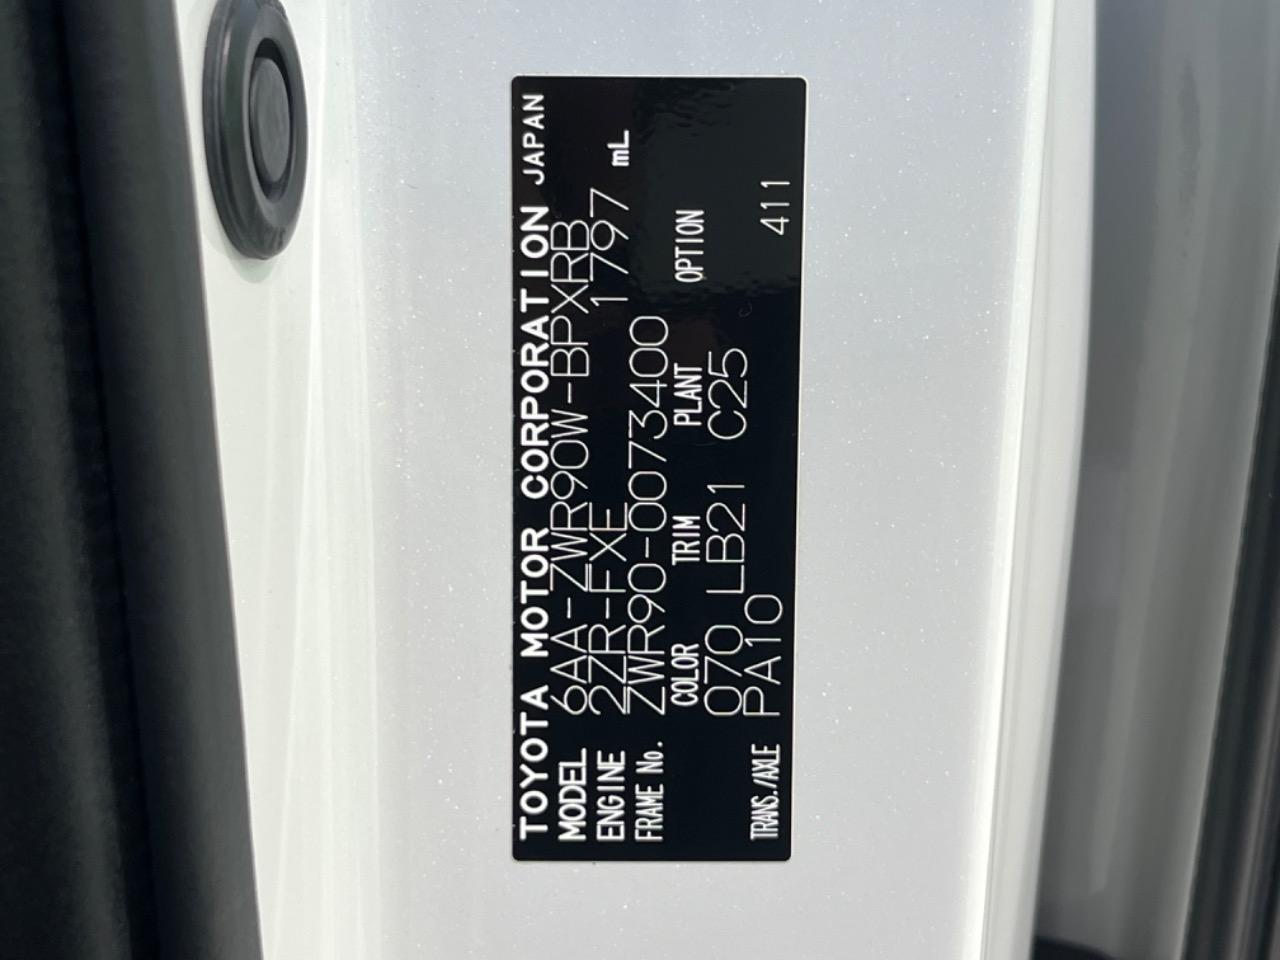 TOYOTA MOTOR CORPORATION JAPAN
MODEL 6AA-ZWR90W-BPXRB
ENGINE 2ZR-FXE 1797 mL
FRAME No. ZWR90-0073400
COLOR TRIM PLANT OPTION
070 LB21 C25
TRANS./AXLE PA10 411